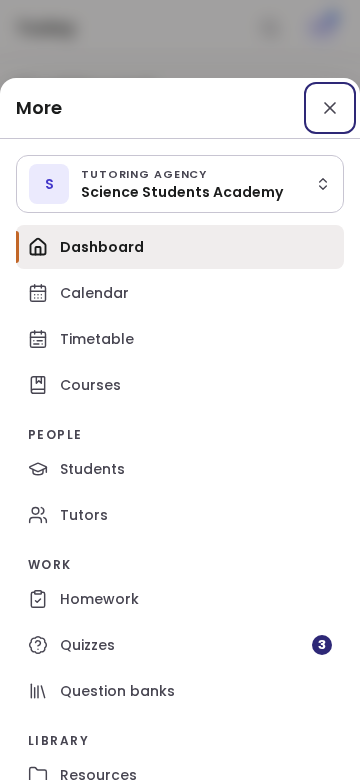 More
S
TUTORING AGENCY
Science Students Academy
Dashboard
Calendar
Timetable
Courses
PEOPLE
Students
Tutors
WORK
Homework
Quizzes 3
Question banks
LIBRARY
Resources